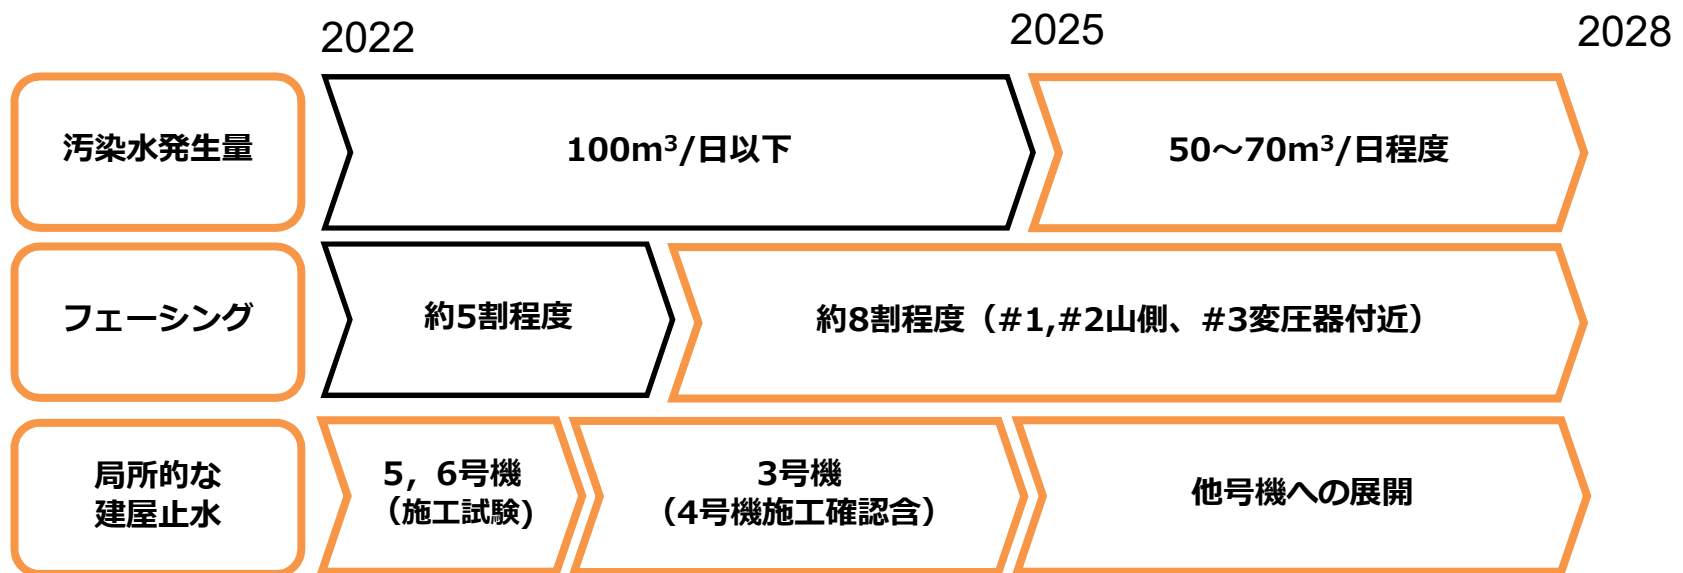 2022
2025
2028
汚染水発生量
100m³/日以下
50～70m³/日程度
フェーシング
約5割程度
約8割程度（#1,#2山側、#3変圧器付近）
局所的な
建屋止水
5，6号機
（施工試験)
3号機
（4号機施工確認含）
他号機への展開